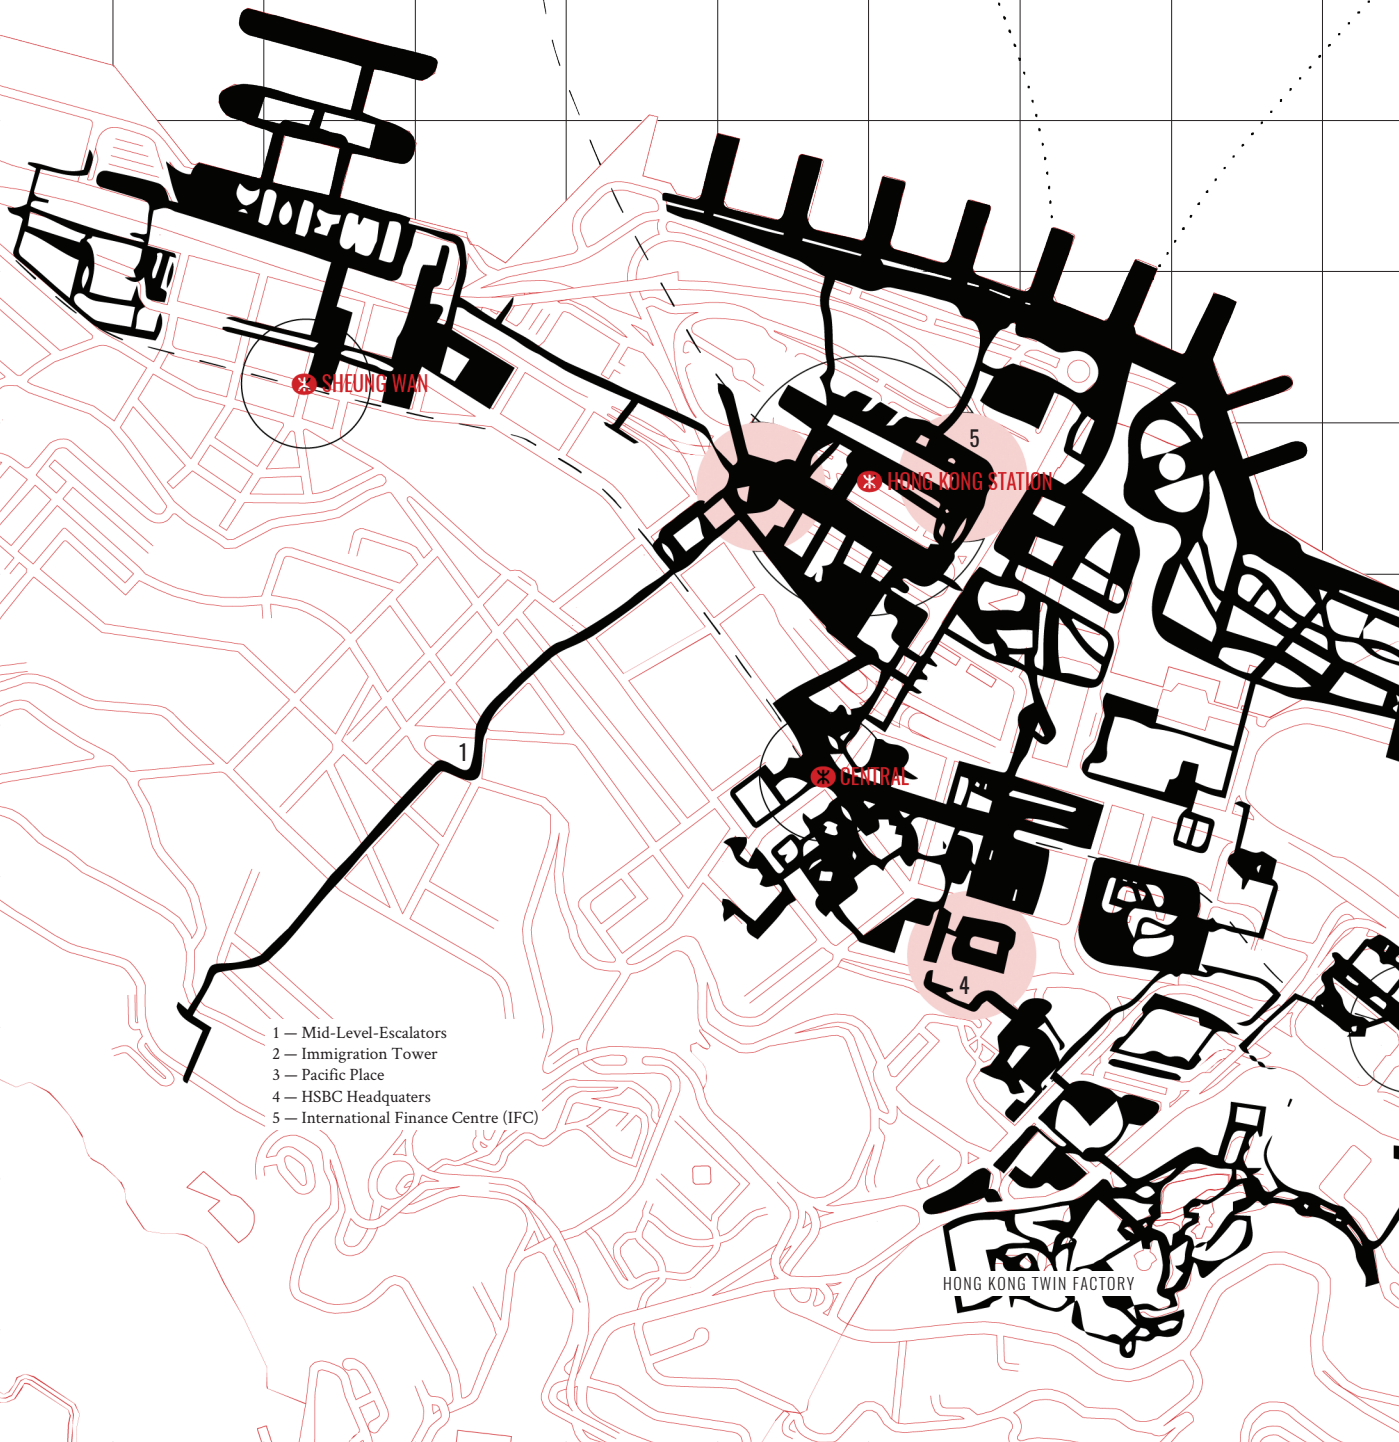 SHEUNG WAN
5
HONG KONG STATION
1
CENTRAL
4
1 — Mid-Level-Escalators
2 — Immigration Tower
3 — Pacific Place
4 — HSBC Headquaters
5 — International Finance Centre (IFC)
HONG KONG TWIN FACTORY